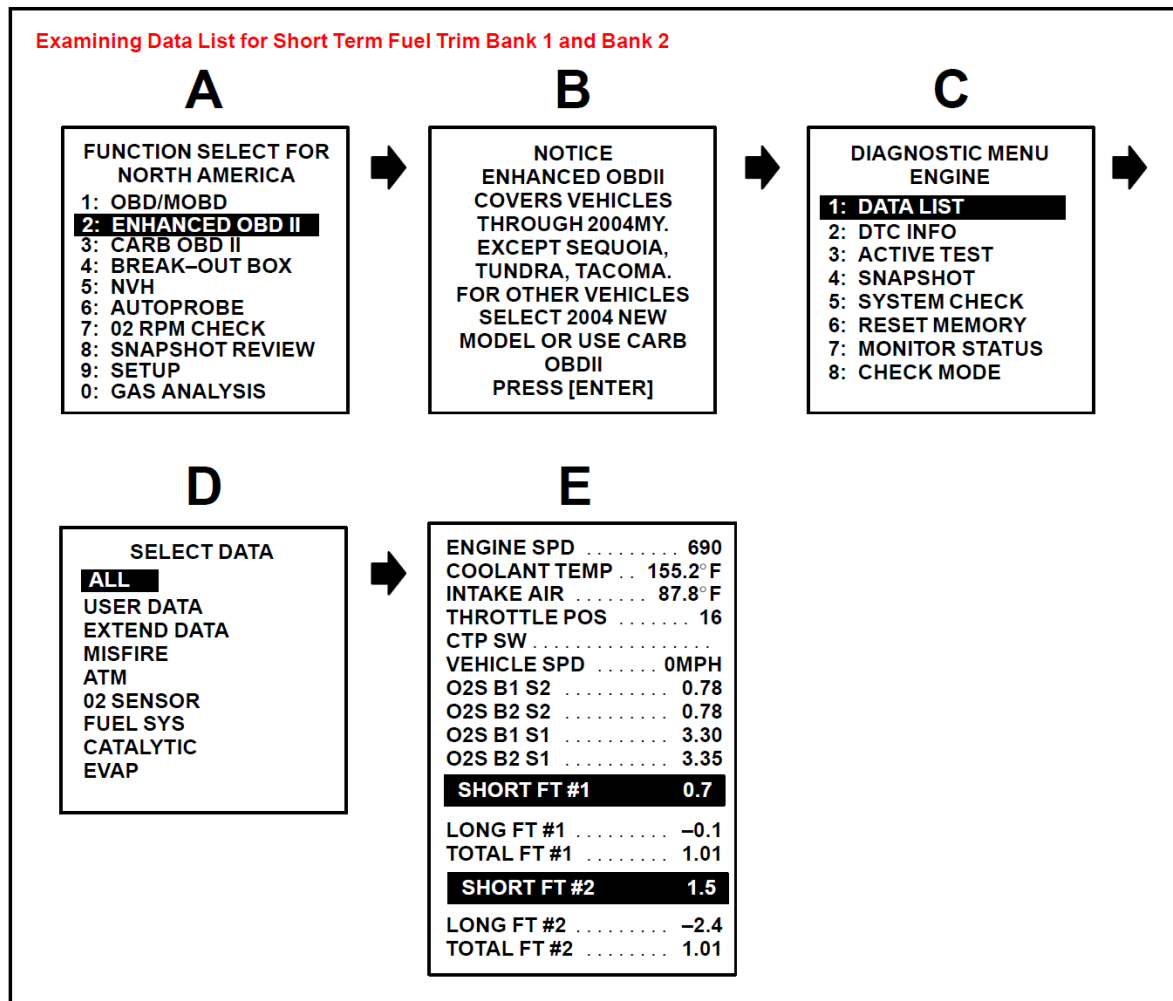 Examining Data List for Short Term Fuel Trim Bank 1 and Bank 2
A
FUNCTION SELECT FOR
NORTH AMERICA
1: OBD/MOBD
2: ENHANCED OBD II
3: CARB OBD II
4: BREAK–OUT BOX
5: NVH
6: AUTOPROBE
7: 02 RPM CHECK
8: SNAPSHOT REVIEW
9: SETUP
0: GAS ANALYSIS
B
NOTICE
ENHANCED OBDII
COVERS VEHICLES
THROUGH 2004MY.
EXCEPT SEQUOIA,
TUNDRA, TACOMA.
FOR OTHER VEHICLES
SELECT 2004 NEW
MODEL OR USE CARB
OBDII
PRESS [ENTER]
C
DIAGNOSTIC MENU
ENGINE
1: DATA LIST
2: DTC INFO
3: ACTIVE TEST
4: SNAPSHOT
5: SYSTEM CHECK
6: RESET MEMORY
7: MONITOR STATUS
8: CHECK MODE
D
SELECT DATA
ALL
USER DATA
EXTEND DATA
MISFIRE
ATM
02 SENSOR
FUEL SYS
CATALYTIC
EVAP
E
ENGINE SPD ......... 690
COOLANT TEMP .. 155.2°F
INTAKE AIR ....... 87.8°F
THROTTLE POS ....... 16
CTP SW .................
VEHICLE SPD ...... 0MPH
O2S B1 S2 .......... 0.78
O2S B2 S2 .......... 0.78
O2S B1 S1 .......... 3.30
O2S B2 S1 .......... 3.35
SHORT FT #1 0.7
LONG FT #1 ......... –0.1
TOTAL FT #1 ........ 1.01
SHORT FT #2 1.5
LONG FT #2 ......... –2.4
TOTAL FT #2 ........ 1.01